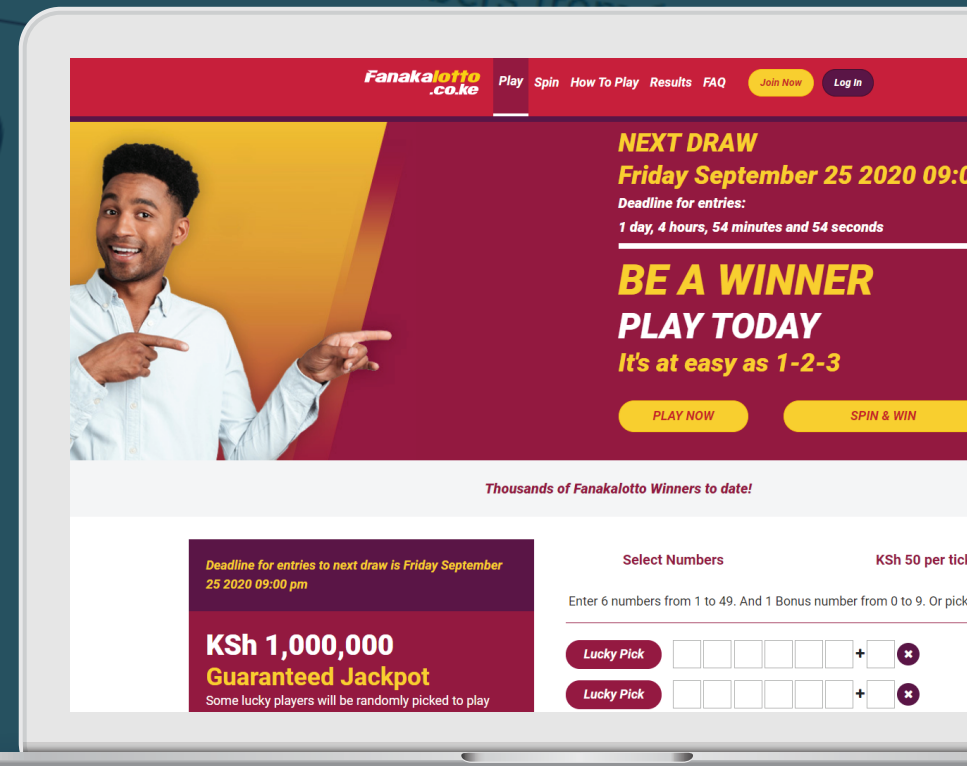 Fanakalotto
.co.ke
Play Spin How To Play Results FAQ Join Now Log In
NEXT DRAW
Friday September 25 2020
Deadline for entries:
1 day, 4 hours, 54 minutes and 54 seconds
BE A WINNER
PLAY TODAY
It's at easy as 1-2-3
PLAY NOW SPIN & WIN
Thousands of Fanakalotto Winners to date!
Deadline for entries to next draw is Friday September
25 2020 09:00 pm
KSh 1,000,000
Guaranteed Jackpot
Some lucky players will be randomly picked to play
Select Numbers KSh 50 per
Enter 6 numbers from 1 to 49. And 1 Bonus number from 0 to 9. Or pick
Lucky Pick + ×
Lucky Pick + ×